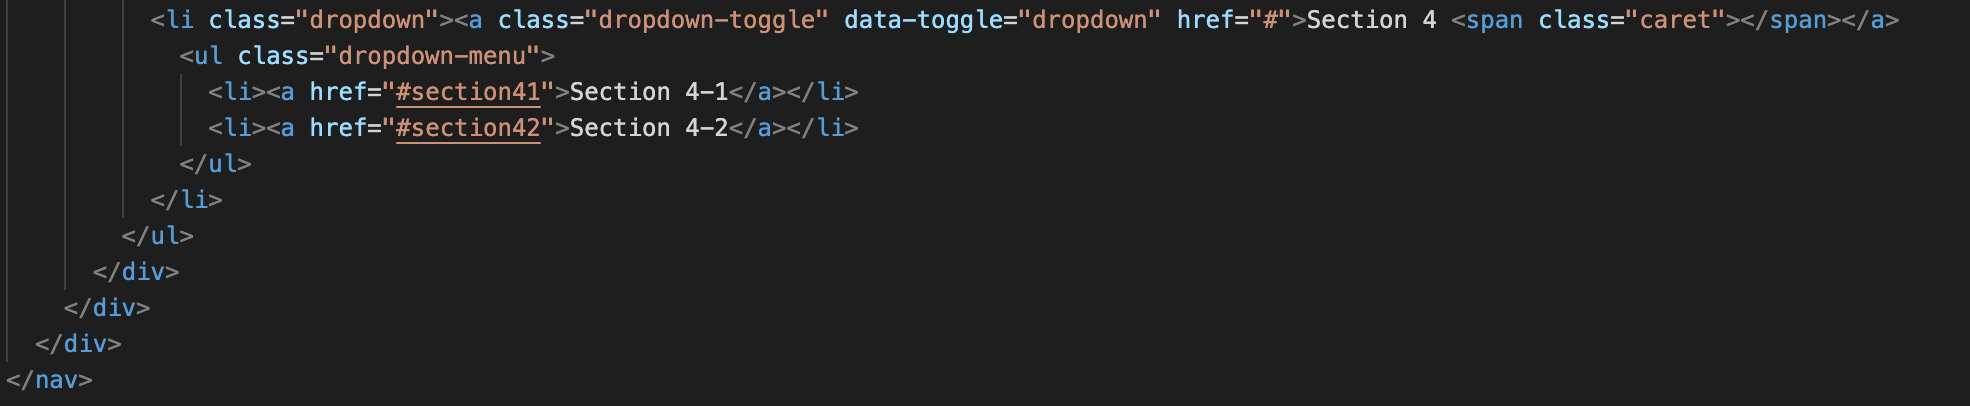 <li class="dropdown"><a class="dropdown-toggle" data-toggle="dropdown" href="#">Section 4 <span class="caret"></span></a>
<ul class="dropdown-menu">
<li><a href="#section41">Section 4-1</a></li>
<li><a href="#section42">Section 4-2</a></li>
</ul>
</li>
</ul>
</div>
</div>
</div>
</nav>